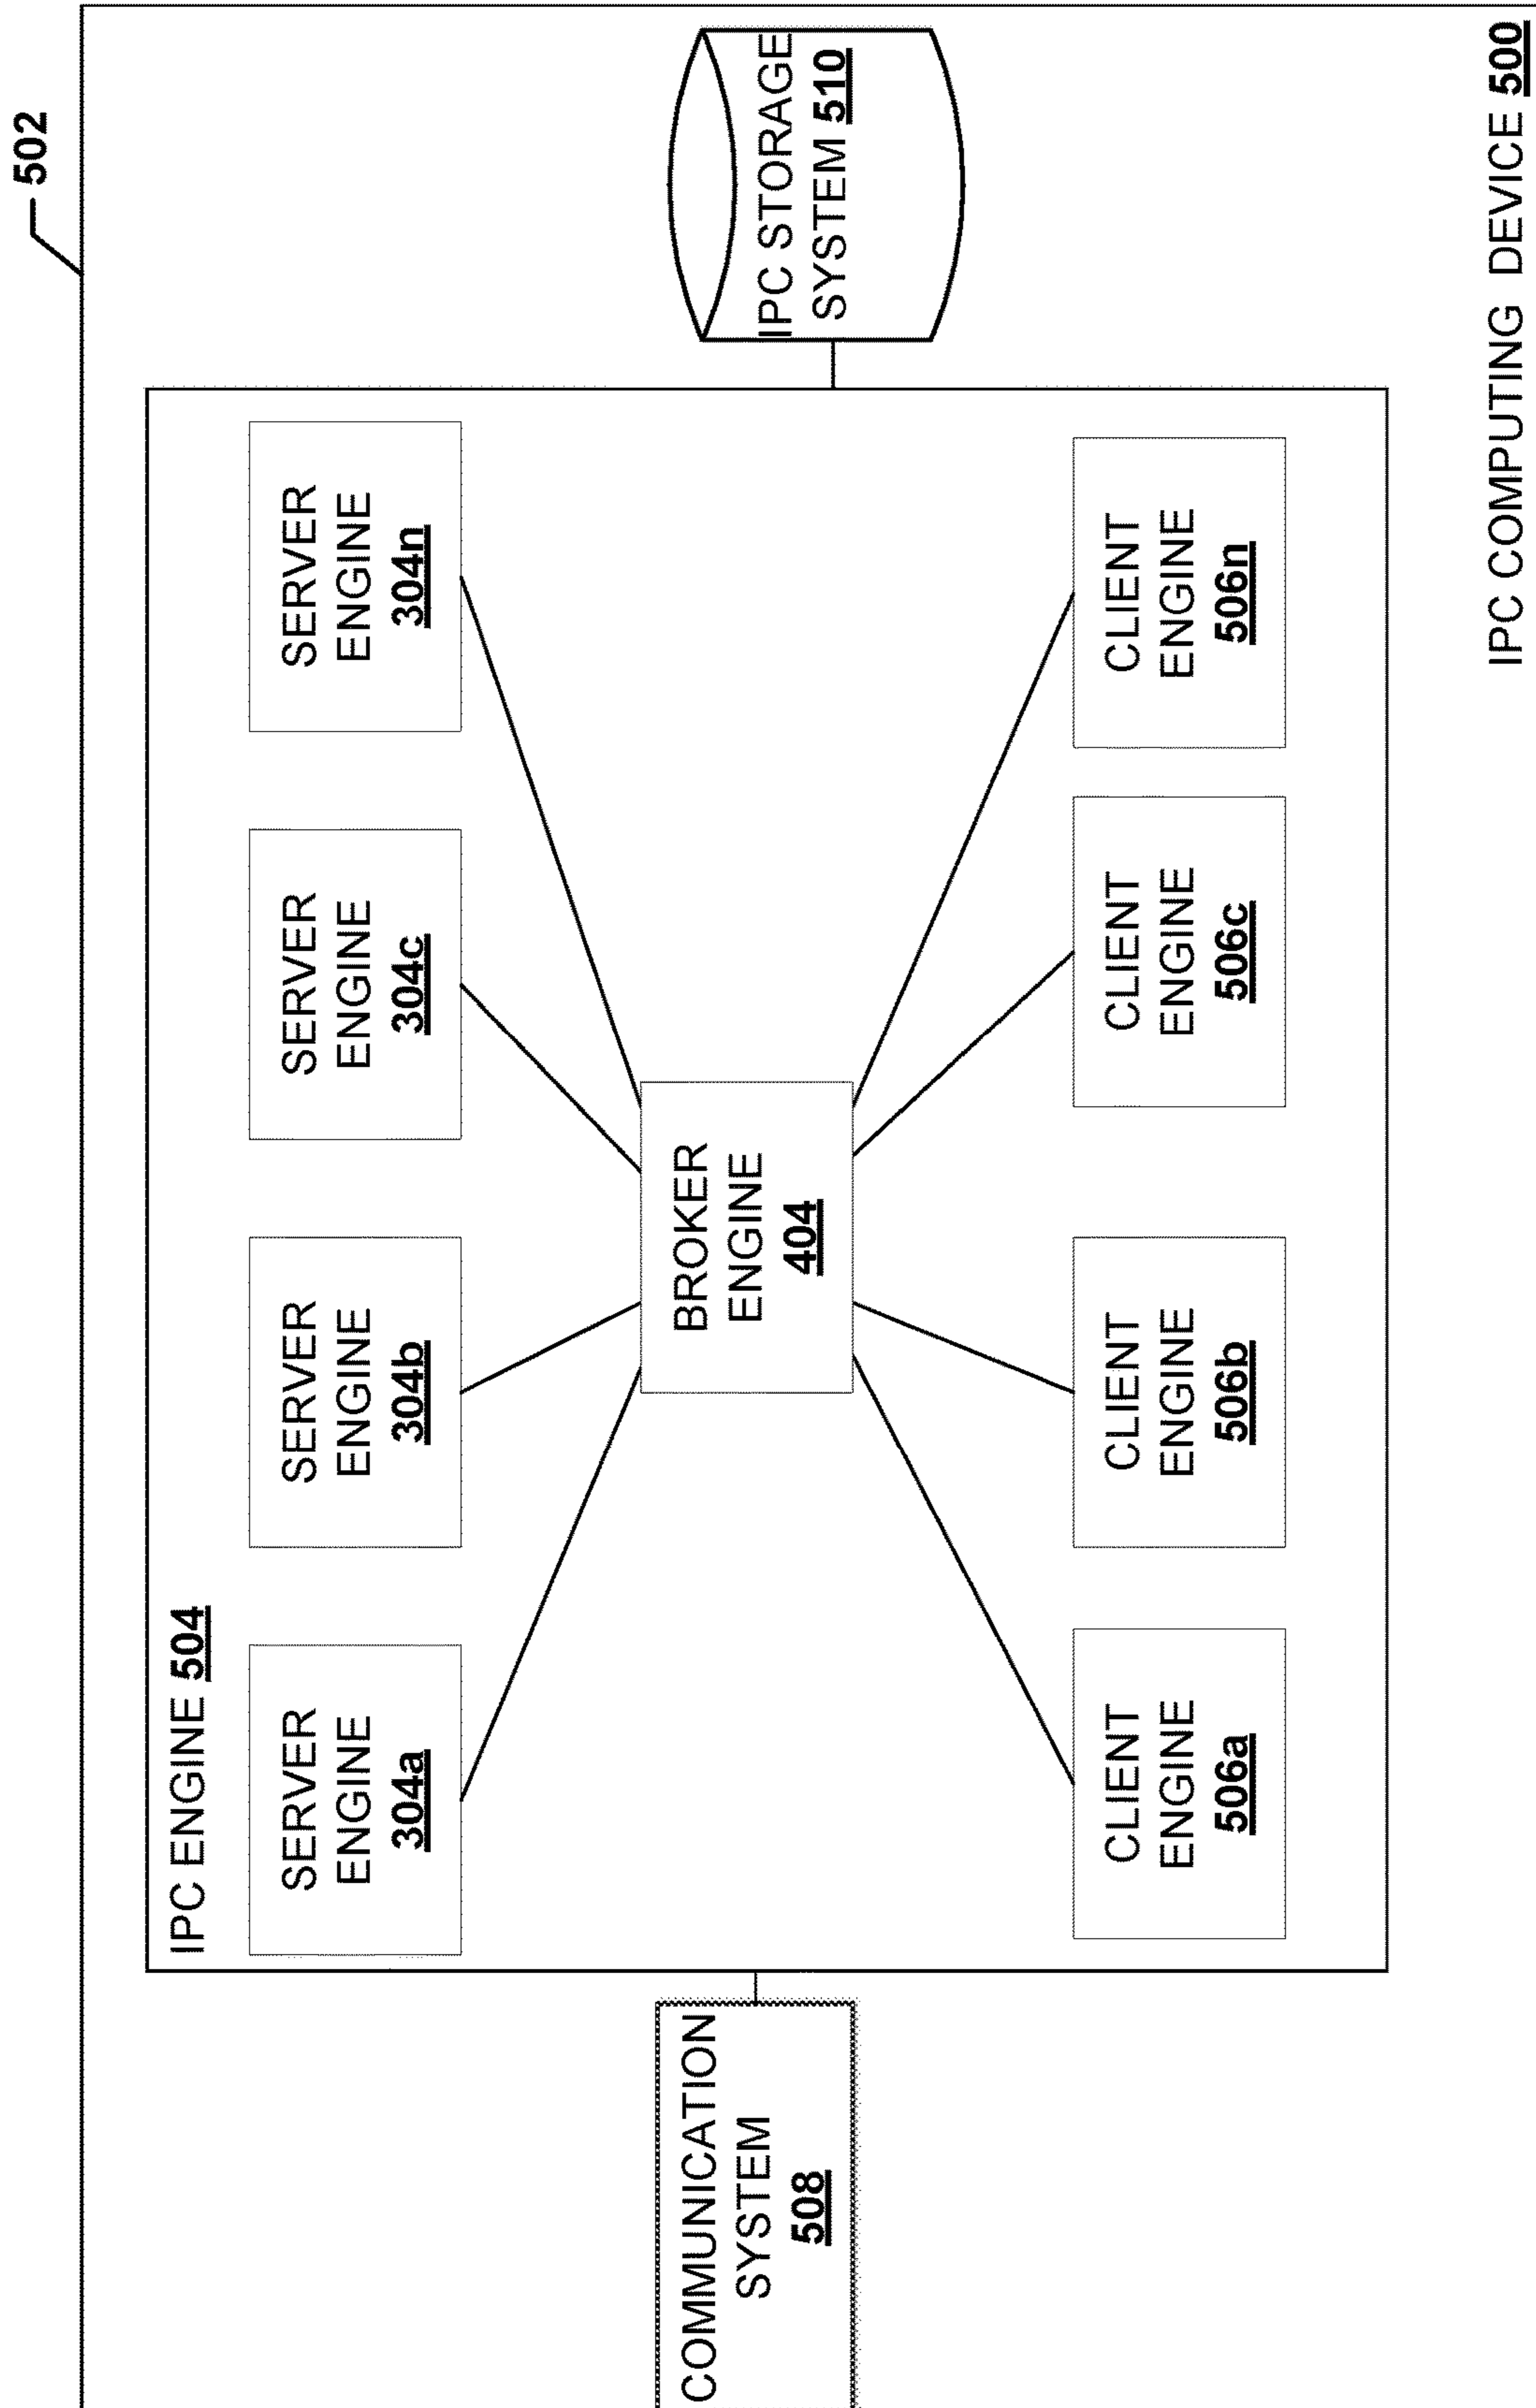 502
IPC ENGINE 504
SERVER
ENGINE
304a
SERVER
ENGINE
304b
SERVER
ENGINE
304c
SERVER
ENGINE
304n
COMMUNICATION
SYSTEM
508
BROKER
ENGINE
404
IPC STORAGE
SYSTEM 510
CLIENT
ENGINE
506a
CLIENT
ENGINE
506b
CLIENT
ENGINE
506c
CLIENT
ENGINE
506n
IPC COMPUTING DEVICE 500